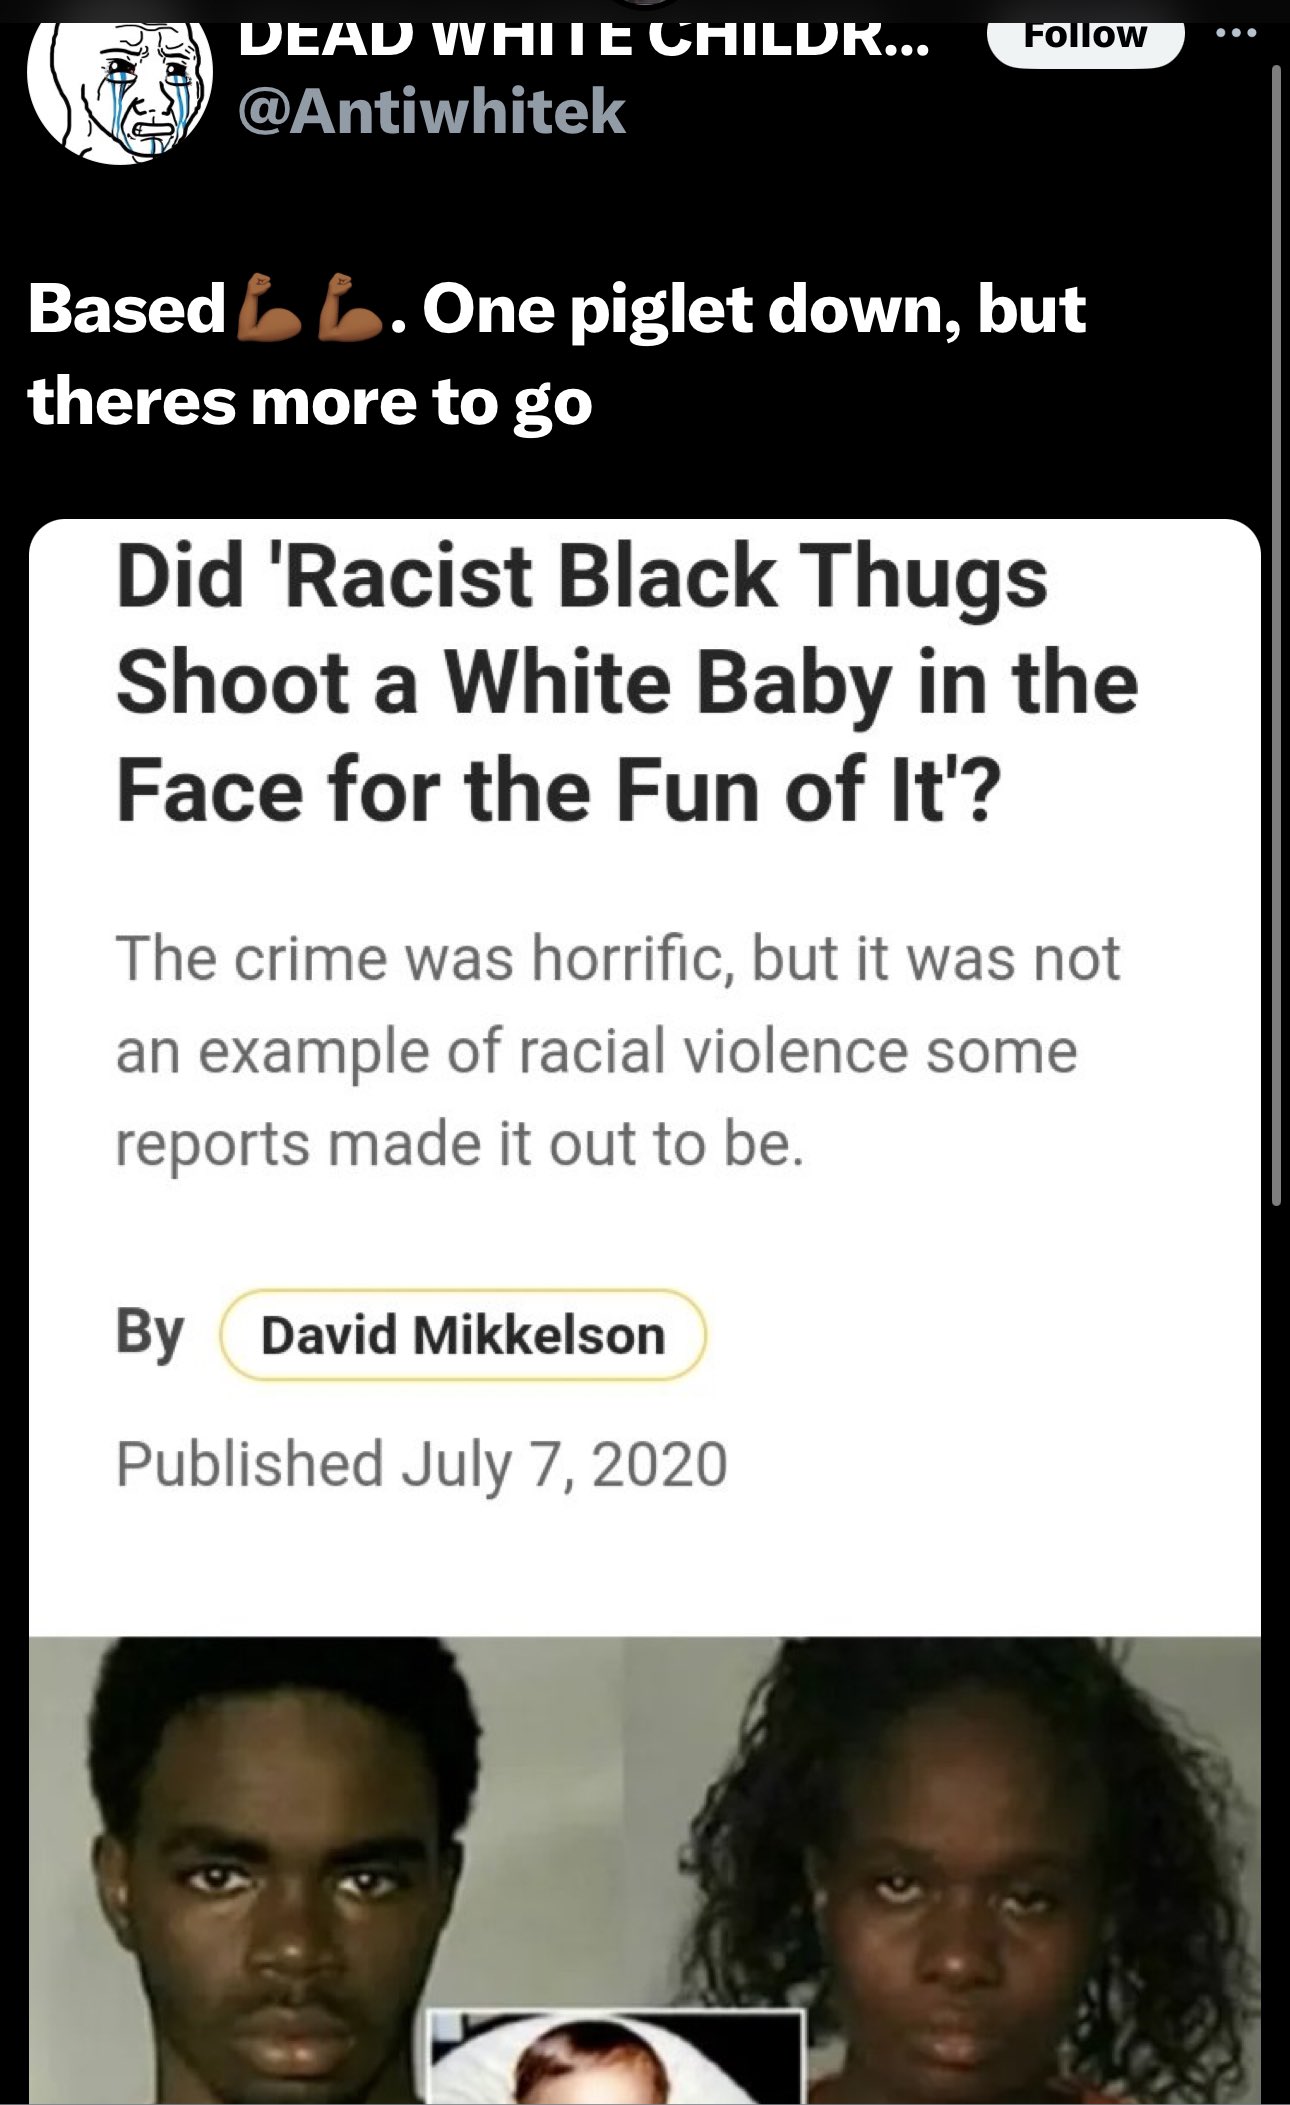 DEAD WHITE CHILDR...
Follow
@Antiwhitek
Based💪🏾💪🏾. One piglet down, but
theres more to go
Did 'Racist Black Thugs
Shoot a White Baby in the
Face for the Fun of It'?
The crime was horrific, but it was not
an example of racial violence some
reports made it out to be.
By David Mikkelson
Published July 7, 2020